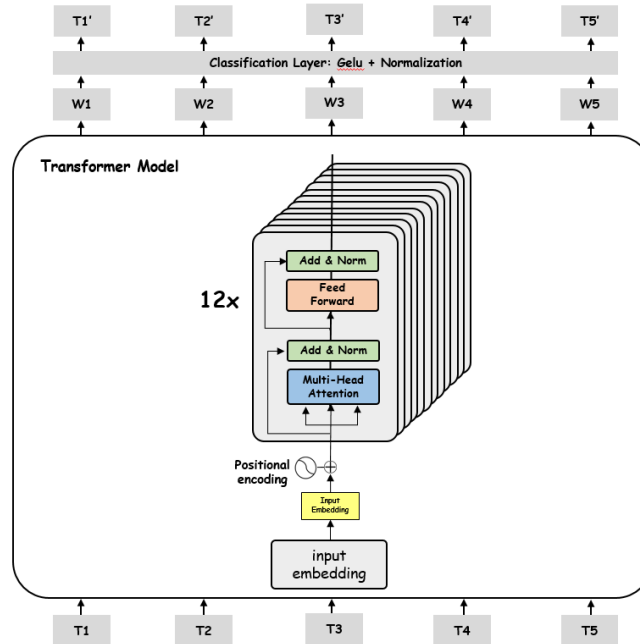 T1' T2' T3' T4' T5'
Classification Layer: Gelu + Normalization
W1 W2 W3 W4 W5
Transformer Model
12x
Add & Norm
Feed
Forward
Add & Norm
Multi-Head
Attention
Positional
encoding
Input
Embedding
input
embedding
T1 T2 T3 T4 T5